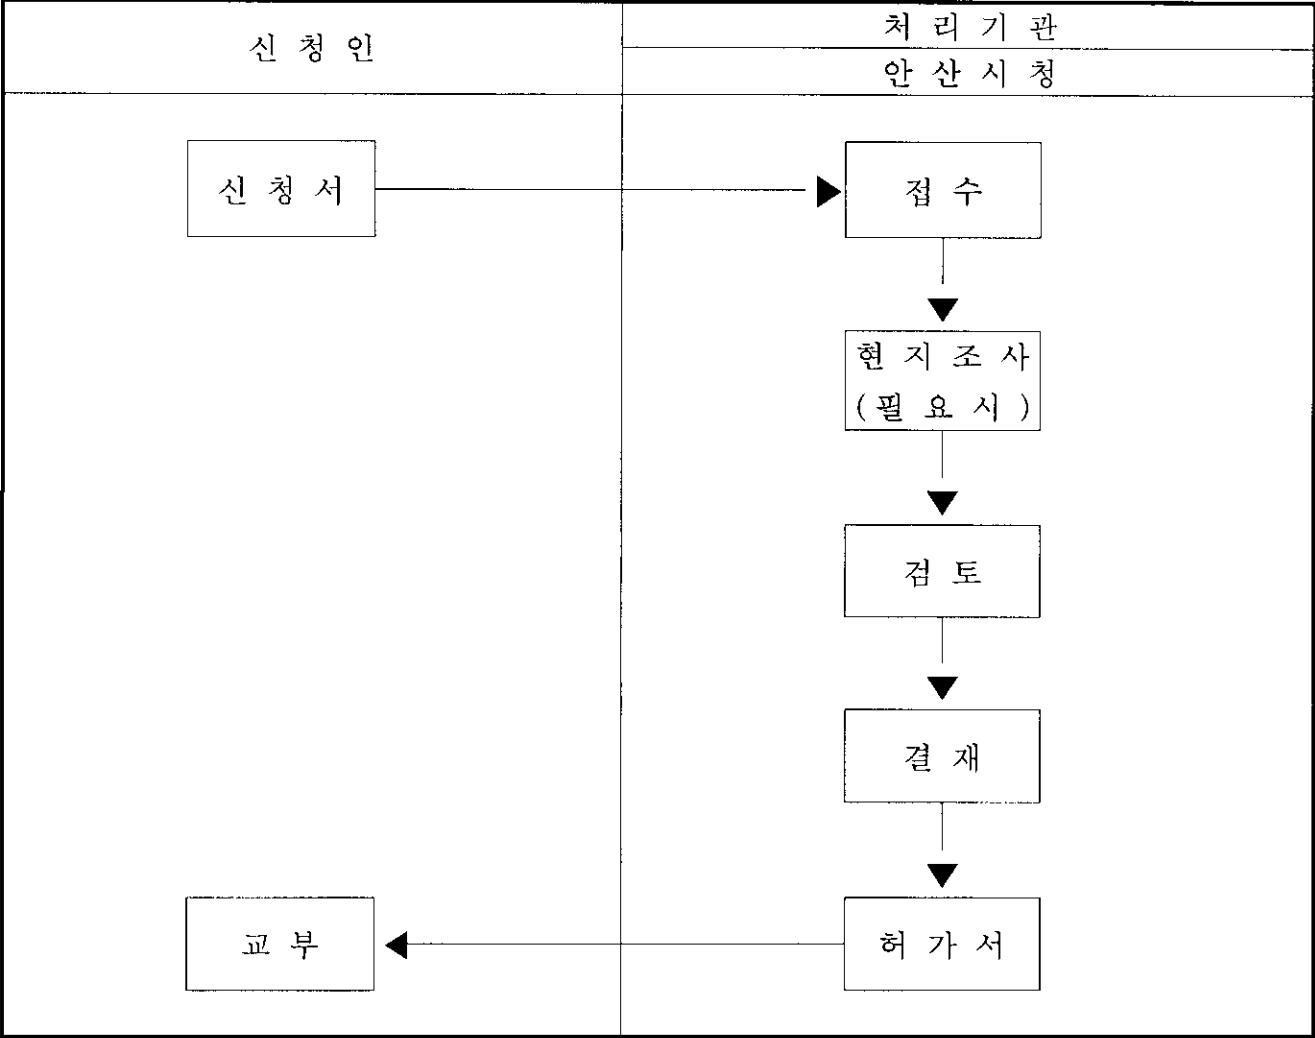 신 청 인
처 리 기 관
안 산 시 청
신 청 서
접 수
현 지 조 사
( 필 요 시 )
검 토
결 재
허 가 서
교 부